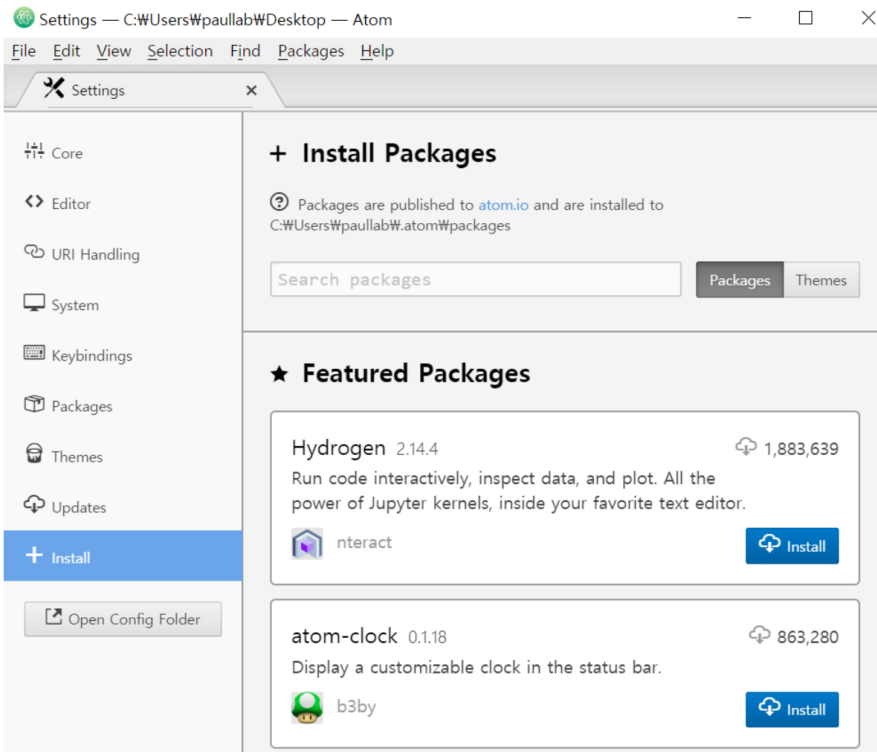 Settings — C:₩Users₩paullab₩Desktop — Atom
File Edit View Selection Find Packages Help
Settings
Core
Editor
URI Handling
System
Keybindings
Packages
Themes
Updates
Install
Open Config Folder
Install Packages
Packages are published to atom.io and are installed to
C:₩Users₩paullab₩.atom₩packages
Search packages
Packages Themes
Featured Packages
Hydrogen 2.14.4 1,883,639
Run code interactively, inspect data, and plot. All the
power of Jupyter kernels, inside your favorite text editor.
nteract Install
atom-clock 0.1.18 863,280
Display a customizable clock in the status bar.
b3by Install